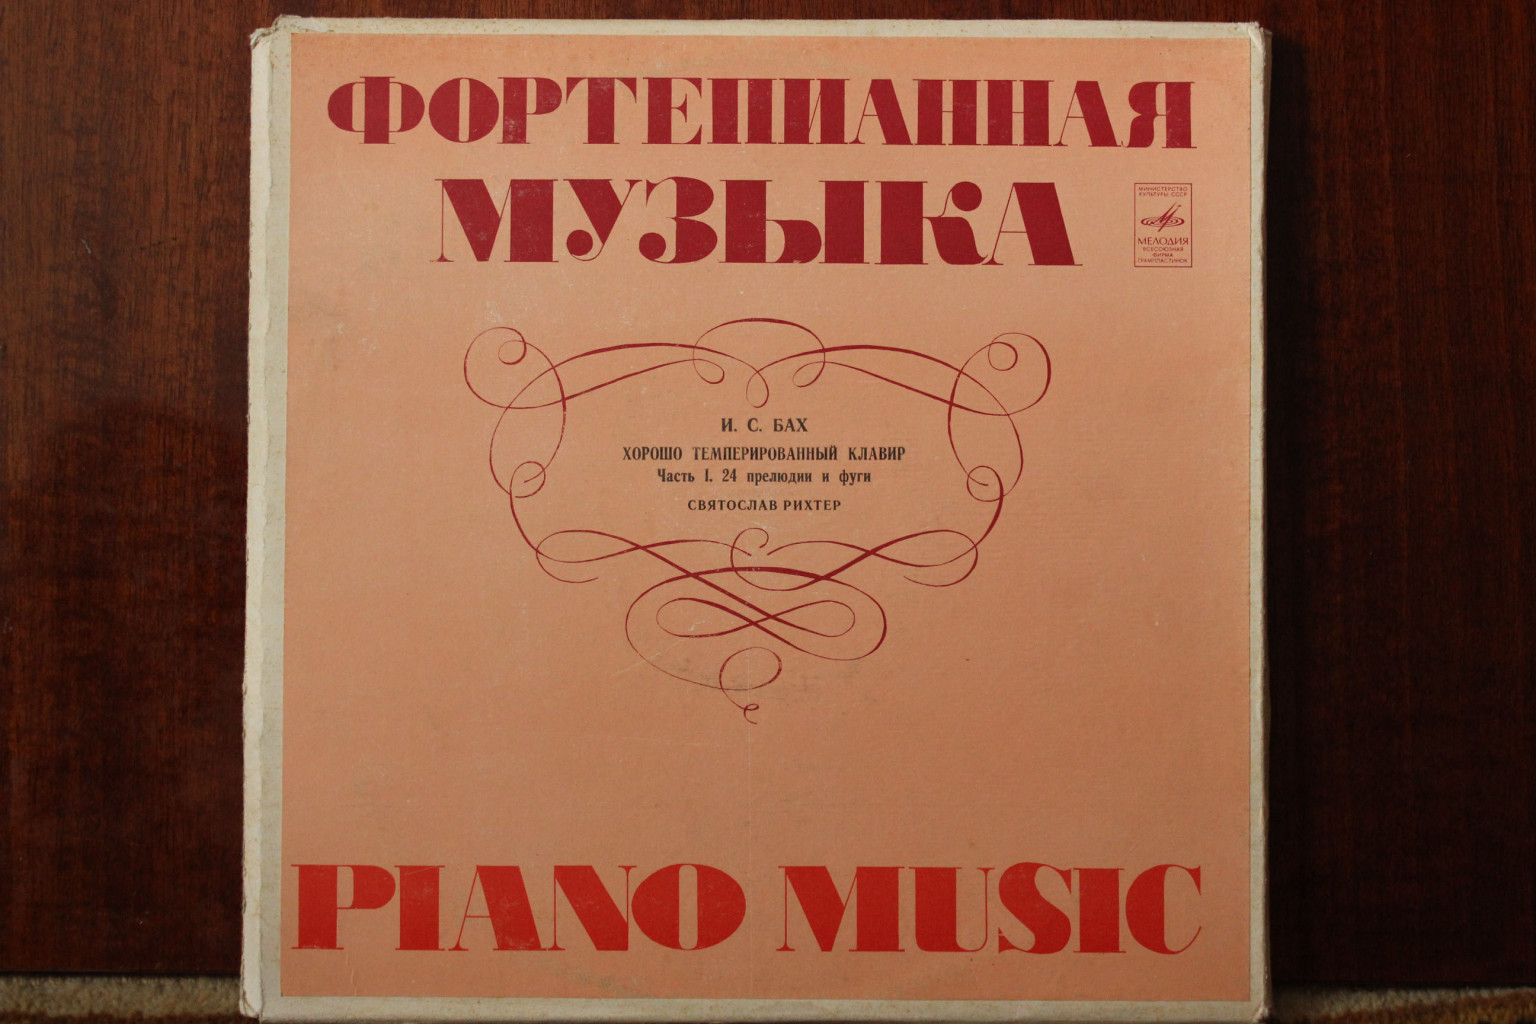 ФОРТЕПИАННАЯ
МУЗЫКА
МИНИСТЕРСТВО
КУЛЬТУРЫ СССР
МЕЛОДИЯ
ВСЕСОЮЗНАЯ
ФИРМА
ГРАМПЛАСТИНОК
И. С. БАХ
ХОРОШО ТЕМПЕРИРОВАННЫЙ КЛАВИР
Часть I. 24 прелюдии и фуги
СВЯТОСЛАВ РИХТЕР
PIANO MUSIC